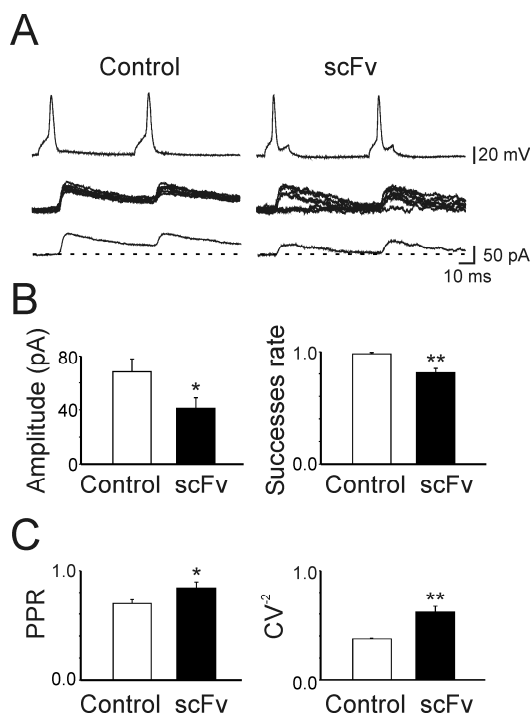 A
Control scFv
20 mV
50 pA
10 ms
B
Amplitude (pA)
80
40
0
*
Control scFv
Successes rate
1.0
0.0
**
Control scFv
C
PPR
1.0
0.0
*
Control scFv
CV-2
1.0
0.0
**
Control scFv